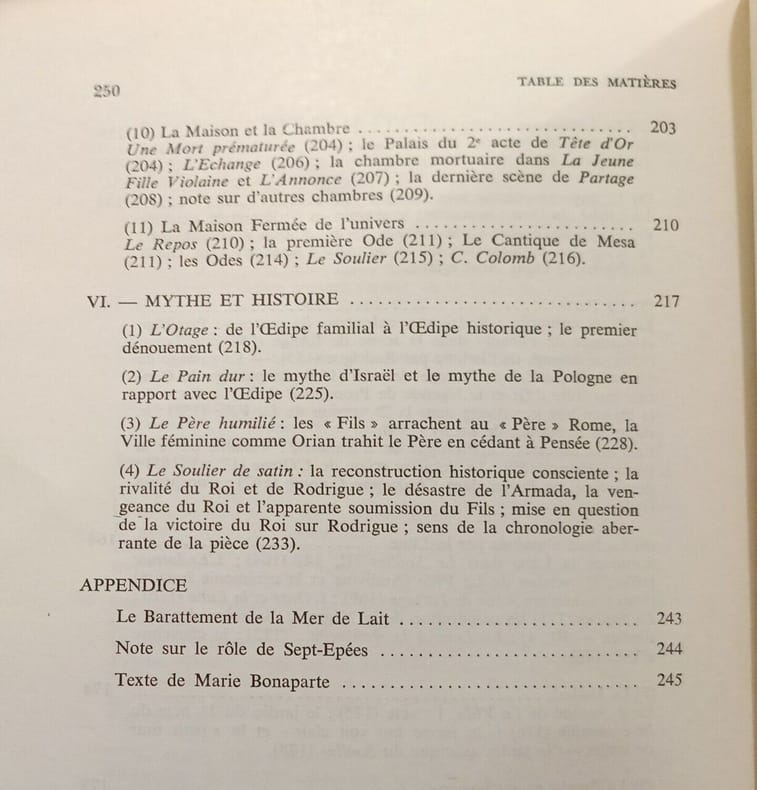 250
TABLE DES MATIÈRES
(10) La Maison et la Chambre .............................. 203
Une Mort prématurée (204) ; le Palais du 2e acte de Tête d'Or
(204) ; L'Echange (206) ; la chambre mortuaire dans La Jeune
Fille Violaine et L'Annonce (207) ; la dernière scène de Partage
(208) ; note sur d'autres chambres (209).
(11) La Maison Fermée de l'univers ........................ 210
Le Repos (210) ; la première Ode (211) ; Le Cantique de Mesa
(211) ; les Odes (214) ; Le Soulier (215) ; C. Colomb (216).
VI. — MYTHE ET HISTOIRE ............................... 217
(1) L'Otage : de l'Œdipe familial à l'Œdipe historique ; le premier
dénouement (218).
(2) Le Pain dur : le mythe d'Israël et le mythe de la Pologne en
rapport avec l'Œdipe (225).
(3) Le Père humilié : les « Fils » arrachent au « Père » Rome, la
Ville féminine comme Orian trahit le Père en cédant à Pensée (228).
(4) Le Soulier de satin : la reconstruction historique consciente ; la
rivalité du Roi et de Rodrigue ; le désastre de l'Armada, la ven-
geance du Roi et l'apparente soumission du Fils ; mise en question
de la victoire du Roi sur Rodrigue ; sens de la chronologie aber-
rante de la pièce (233).
APPENDICE
Le Barattement de la Mer de Lait .......................... 243
Note sur le rôle de Sept-Epées ............................ 244
Texte de Marie Bonaparte ................................ 245